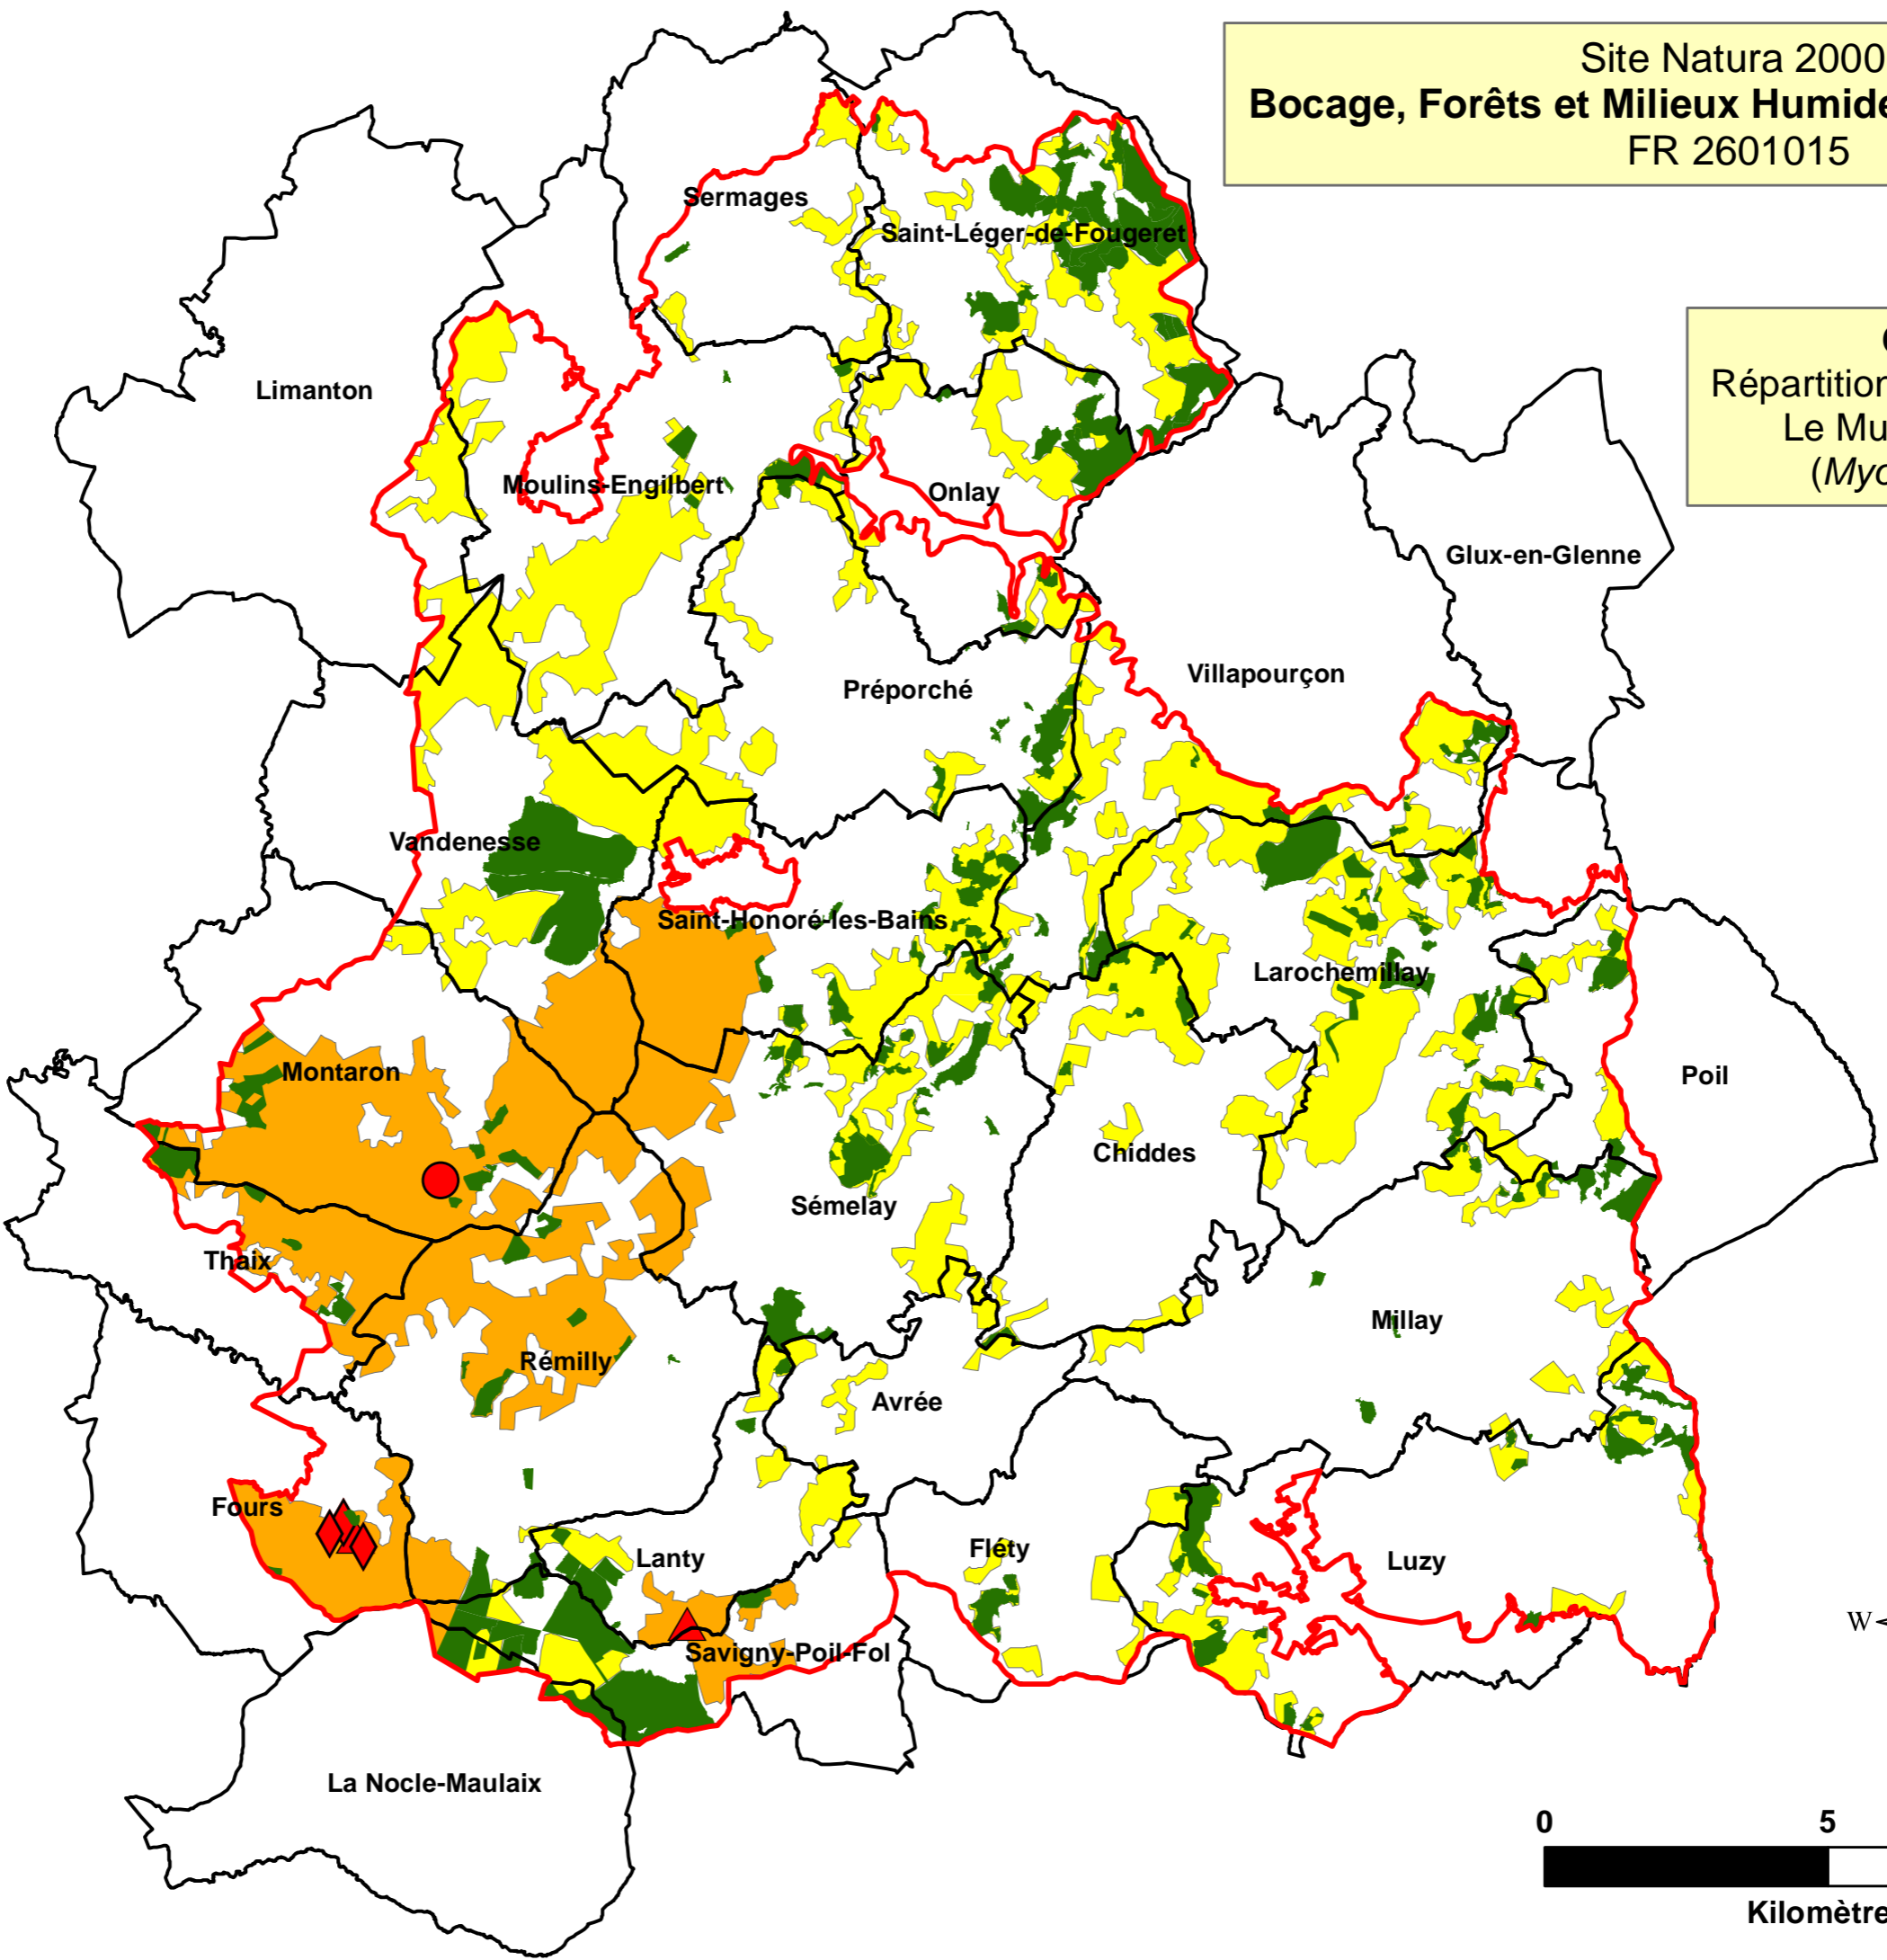 Site Natura 2000
Bocage, Forêts et Milieux Humide
FR 2601015
Répartition
Le Mu
(Myo
Sermages
Saint-Léger-de-Fougeret
Limanton
Moulins-Engilbert
Onlay
Glux-en-Glenne
Villapourçon
Préporché
Vandenesse
Saint-Honoré-les-Bains
Larochemillay
Montaron
Poil
Chiddes
Sémelay
Thaix
Millay
Rémilly
Avrée
Fours
Fléty
Lanty
Luzy
W
Savigny-Poil-Fol
La Nocle-Maulaix
0 5
Kilomètre